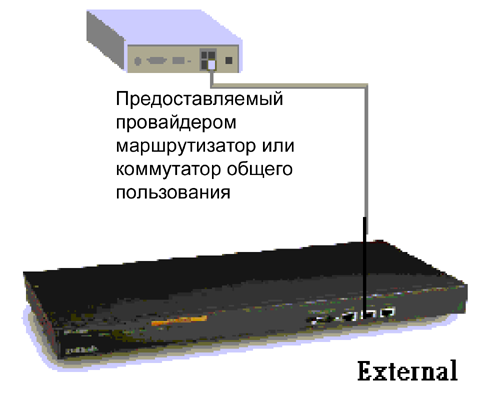 Предоставляемый
провайдером
маршрутизатор или
коммутатор общего
пользования
External